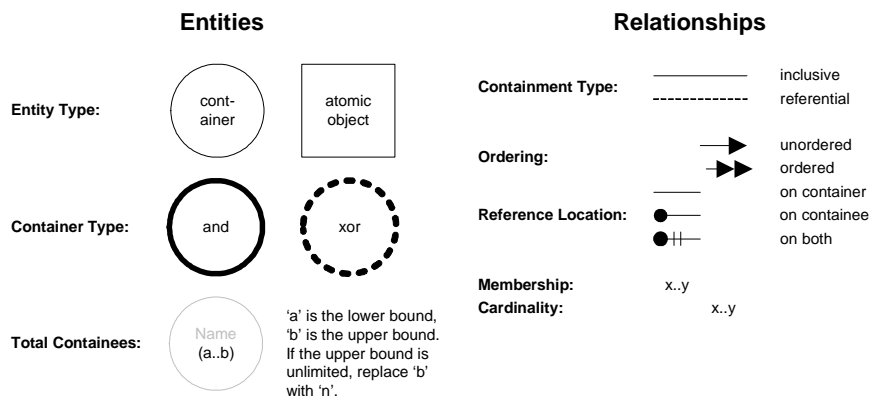 Entities
Entity Type:
cont-
ainer
atomic
object
Container Type:
and
xor
Total Containees:
Name
(a..b)
‘a’ is the lower bound,
‘b’ is the upper bound.
If the upper bound is
unlimited, replace ‘b’
with ‘n’.
Relationships
Containment Type:
inclusive
referential
Ordering:
unordered
ordered
Reference Location:
on container
on containee
on both
Membership:
x..y
Cardinality:
x..y